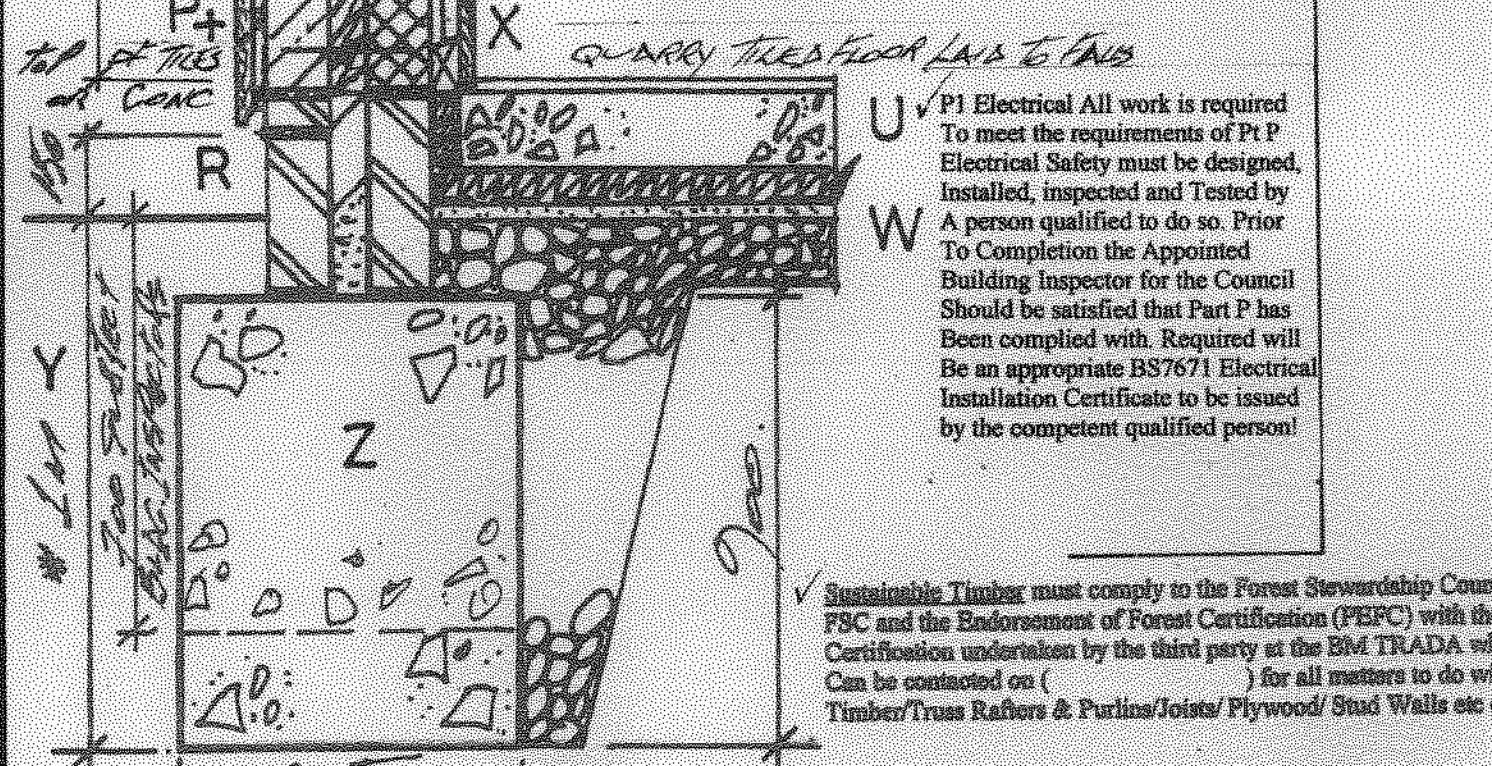 P+
X
QUARRY TILED FLOOR LAID TO FALLS
CONC
150
R
U
P1 Electrical All work is required
To meet the requirements of Pt P
Electrical Safety must be designed,
Installed, inspected and Tested by
W
A person qualified to do so. Prior
To Completion the Appointed
Building Inspector for the Council
Should be satisfied that Part P has
Been complied with. Required will
Be an appropriate BS7671 Electrical
Installation Certificate to be issued
by the competent qualified person!
Y
Z
Sustainable Timber must comply to the Forest Stewardship Coun
FSC and the Endorsement of Forest Certification (PEFC) with th
Certification undertaken by the third party at the BM TRADA w
Can be contacted on ( ) for all matters to do w
Timber/Truss Rafters & Purlins/Joists/ Plywood/ Stud Walls etc